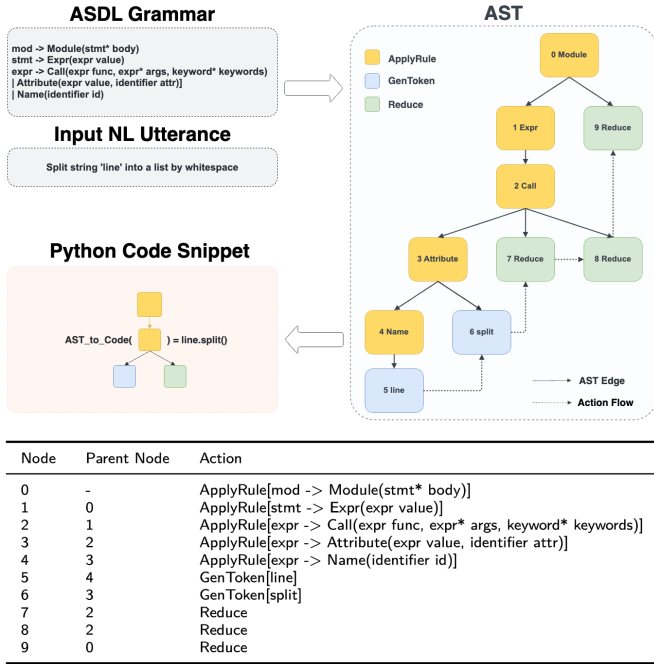 ASDL Grammar
mod -> Module(stmt* body)
stmt -> Expr(expr value)
expr -> Call(expr func, expr* args, keyword* keywords)
| Attribute(expr value, identifier attr)]
| Name(identifier id)
Input NL Utterance
Split string 'line' into a list by whitespace
Python Code Snippet
AST_to_Code( ) = line.split()
AST
ApplyRule
GenToken
Reduce
0 Module
1 Expr
9 Reduce
2 Call
3 Attribute
7 Reduce
8 Reduce
4 Name
6 split
5 line
AST Edge
Action Flow
Node Parent Node Action
0 - ApplyRule[mod -> Module(stmt* body)]
1 0 ApplyRule[stmt -> Expr(expr value)]
2 1 ApplyRule[expr -> Call(expr func, expr* args, keyword* keywords)]
3 2 ApplyRule[expr -> Attribute(expr value, identifier attr)]
4 3 ApplyRule[expr -> Name(identifier id)]
5 4 GenToken[line]
6 3 GenToken[split]
7 2 Reduce
8 2 Reduce
9 0 Reduce